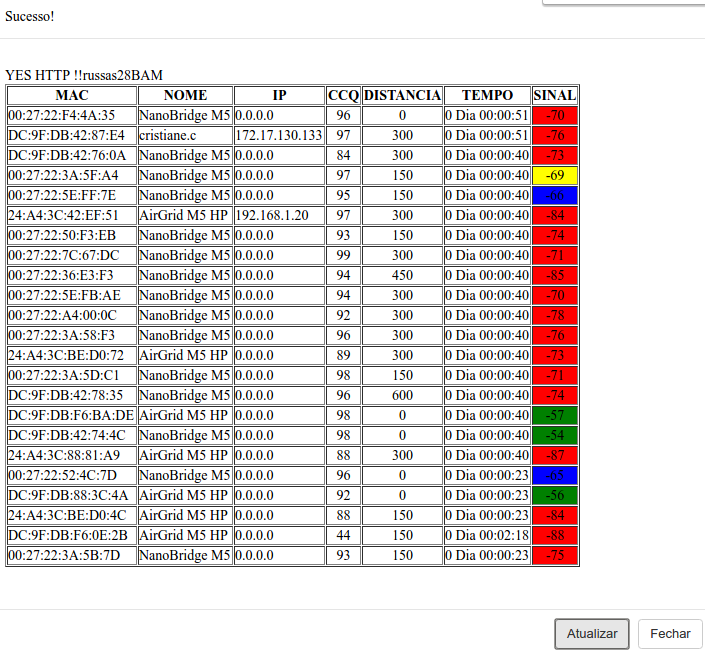 Sucesso!
YES HTTP !!russas28BAM
MAC NOME IP CCQ DISTANCIA TEMPO SINAL
00:27:22:F4:4A:35 NanoBridge M5 0.0.0.0 96 0 0 Dia 00:00:51 -70
DC:9F:DB:42:87:E4 cristiane.c 172.17.130.133 97 300 0 Dia 00:00:51 -76
DC:9F:DB:42:76:0A NanoBridge M5 0.0.0.0 84 300 0 Dia 00:00:40 -73
00:27:22:3A:5F:A4 NanoBridge M5 0.0.0.0 97 150 0 Dia 00:00:40 -69
00:27:22:5E:FF:7E NanoBridge M5 0.0.0.0 95 150 0 Dia 00:00:40 -66
24:A4:3C:42:EF:51 AirGrid M5 HP 192.168.1.20 97 300 0 Dia 00:00:40 -84
00:27:22:50:F3:EB NanoBridge M5 0.0.0.0 93 150 0 Dia 00:00:40 -74
00:27:22:7C:67:DC NanoBridge M5 0.0.0.0 99 300 0 Dia 00:00:40 -71
00:27:22:36:E3:F3 NanoBridge M5 0.0.0.0 94 450 0 Dia 00:00:40 -85
00:27:22:5E:FB:AE NanoBridge M5 0.0.0.0 94 300 0 Dia 00:00:40 -70
00:27:22:A4:00:0C NanoBridge M5 0.0.0.0 92 300 0 Dia 00:00:40 -78
00:27:22:3A:58:F3 NanoBridge M5 0.0.0.0 96 300 0 Dia 00:00:40 -76
24:A4:3C:BE:D0:72 AirGrid M5 HP 0.0.0.0 89 300 0 Dia 00:00:40 -73
00:27:22:3A:5D:C1 NanoBridge M5 0.0.0.0 98 150 0 Dia 00:00:40 -71
DC:9F:DB:42:78:35 NanoBridge M5 0.0.0.0 96 600 0 Dia 00:00:40 -74
DC:9F:DB:F6:BA:DE AirGrid M5 HP 0.0.0.0 98 0 0 Dia 00:00:40 -57
DC:9F:DB:42:74:4C NanoBridge M5 0.0.0.0 98 0 0 Dia 00:00:40 -54
24:A4:3C:88:81:A9 AirGrid M5 HP 0.0.0.0 88 300 0 Dia 00:00:40 -87
00:27:22:52:4C:7D NanoBridge M5 0.0.0.0 96 0 0 Dia 00:00:23 -65
DC:9F:DB:88:3C:4A AirGrid M5 HP 0.0.0.0 92 0 0 Dia 00:00:23 -56
24:A4:3C:BE:D0:4C AirGrid M5 HP 0.0.0.0 88 150 0 Dia 00:00:23 -84
DC:9F:DB:F6:0E:2B AirGrid M5 HP 0.0.0.0 44 150 0 Dia 00:02:18 -88
00:27:22:3A:5B:7D NanoBridge M5 0.0.0.0 93 150 0 Dia 00:00:23 -75
Atualizar Fechar